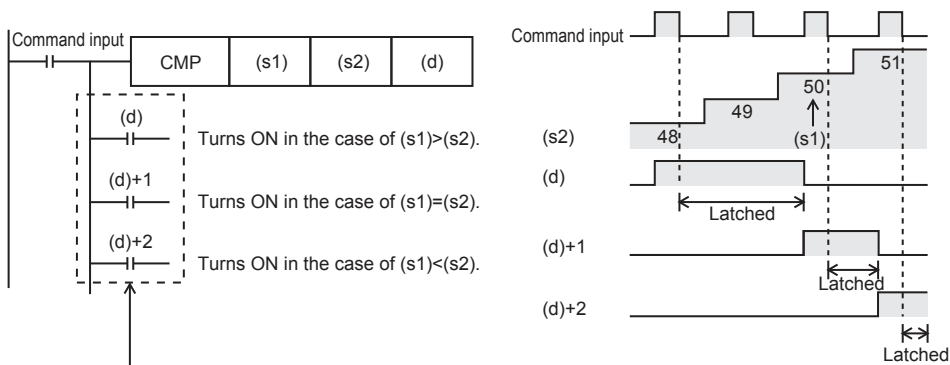 Command input
CMP (s1) (s2) (d)
(d)
Turns ON in the case of (s1)>(s2).
(d)+1
Turns ON in the case of (s1)=(s2).
(d)+2
Turns ON in the case of (s1)<(s2).
Command input
51
50
49
(s2)
48
(s1)
(d)
Latched
(d)+1
Latched
(d)+2
Latched